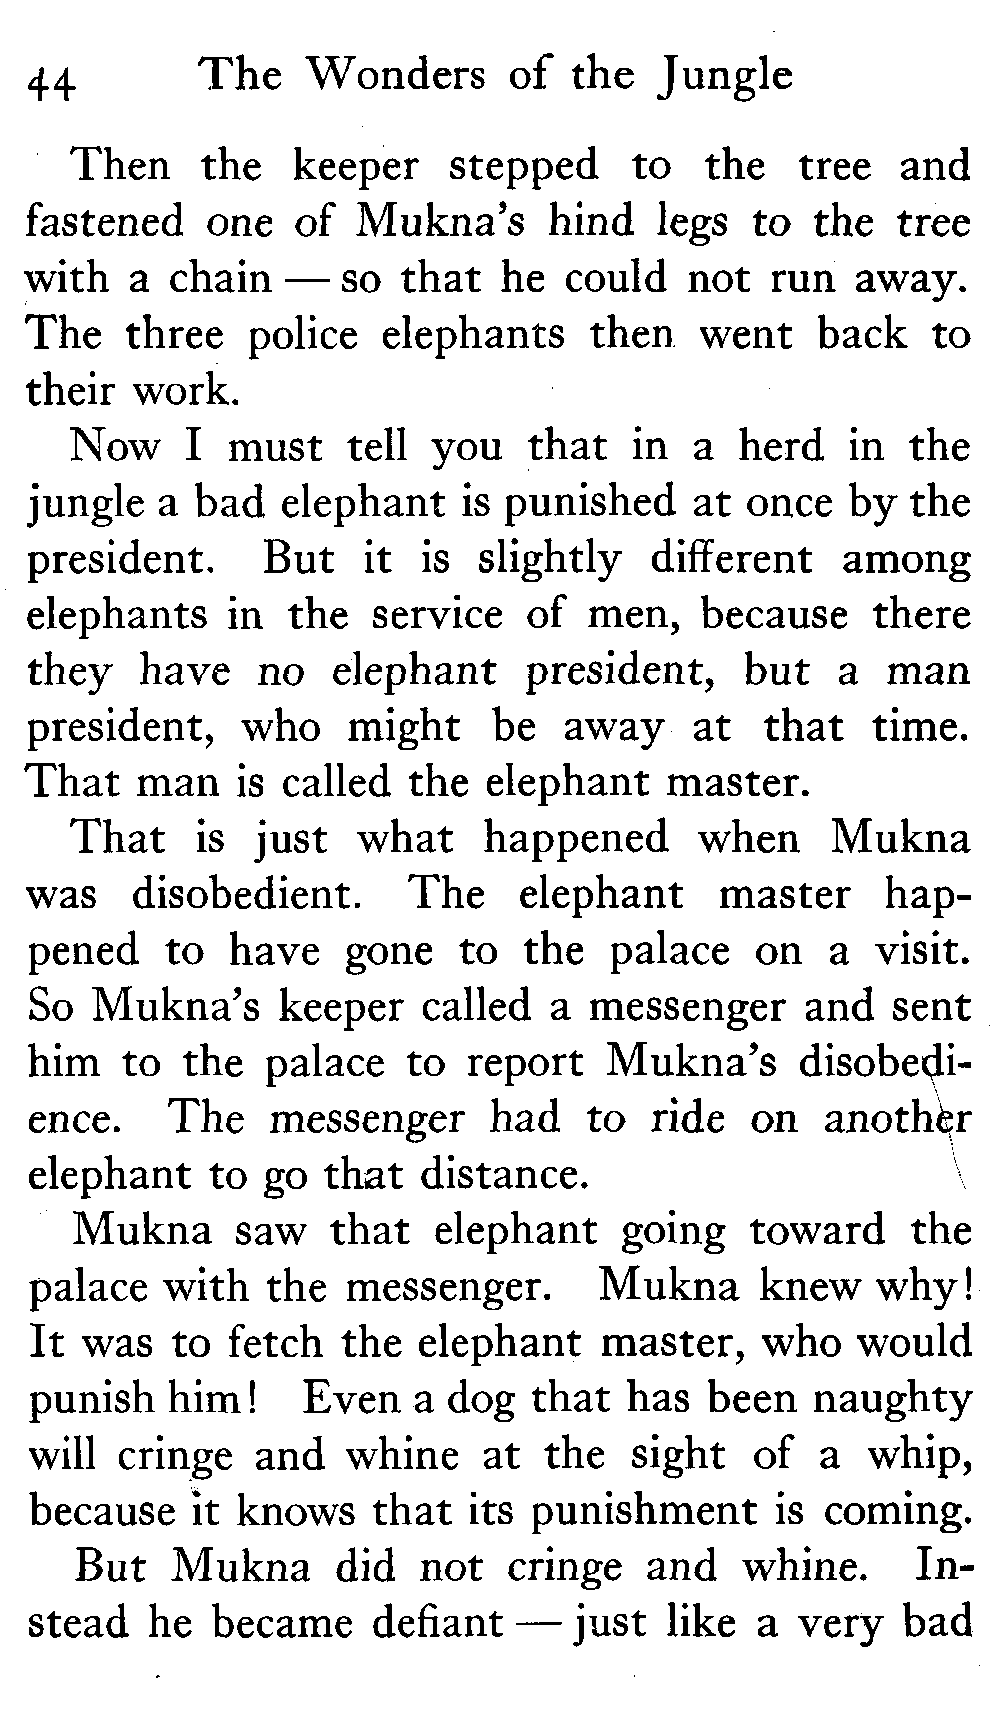 44 The Wonders of the Jungle
Then the keeper stepped to the tree and
fastened one of Mukna's hind legs to the tree
with a chain — so that he could not run away.
The three police elephants then went back to
their work.
Now I must tell you that in a herd in the
jungle a bad elephant is punished at once by the
president. But it is slightly different among
elephants in the service of men, because there
they have no elephant president, but a man
president, who might be away at that time.
That man is called the elephant master.
That is just what happened when Mukna
was disobedient. The elephant master hap-
pened to have gone to the palace on a visit.
So Mukna's keeper called a messenger and sent
him to the palace to report Mukna's disobedi-
ence. The messenger had to ride on another
elephant to go that distance.
Mukna saw that elephant going toward the
palace with the messenger. Mukna knew why!
It was to fetch the elephant master, who would
punish him! Even a dog that has been naughty
will cringe and whine at the sight of a whip,
because it knows that its punishment is coming.
But Mukna did not cringe and whine. In-
stead he became defiant — just like a very bad